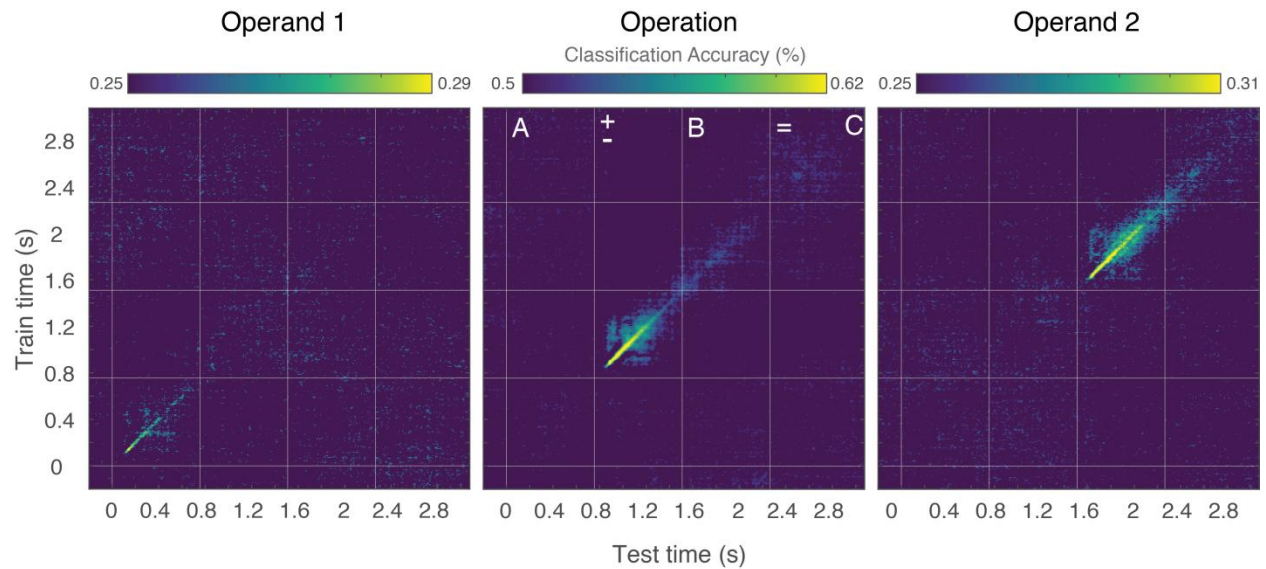 Operand 1
Operation
Operand 2
Classification Accuracy (%)
0.25 0.29
0.5 0.62
0.25 0.31
A + - B = C
Train time (s)
2.8
2.4
2
1.6
1.2
0.8
0.4
0
0 0.4 0.8 1.2 1.6 2 2.4 2.8
0 0.4 0.8 1.2 1.6 2 2.4 2.8
0 0.4 0.8 1.2 1.6 2 2.4 2.8
Test time (s)